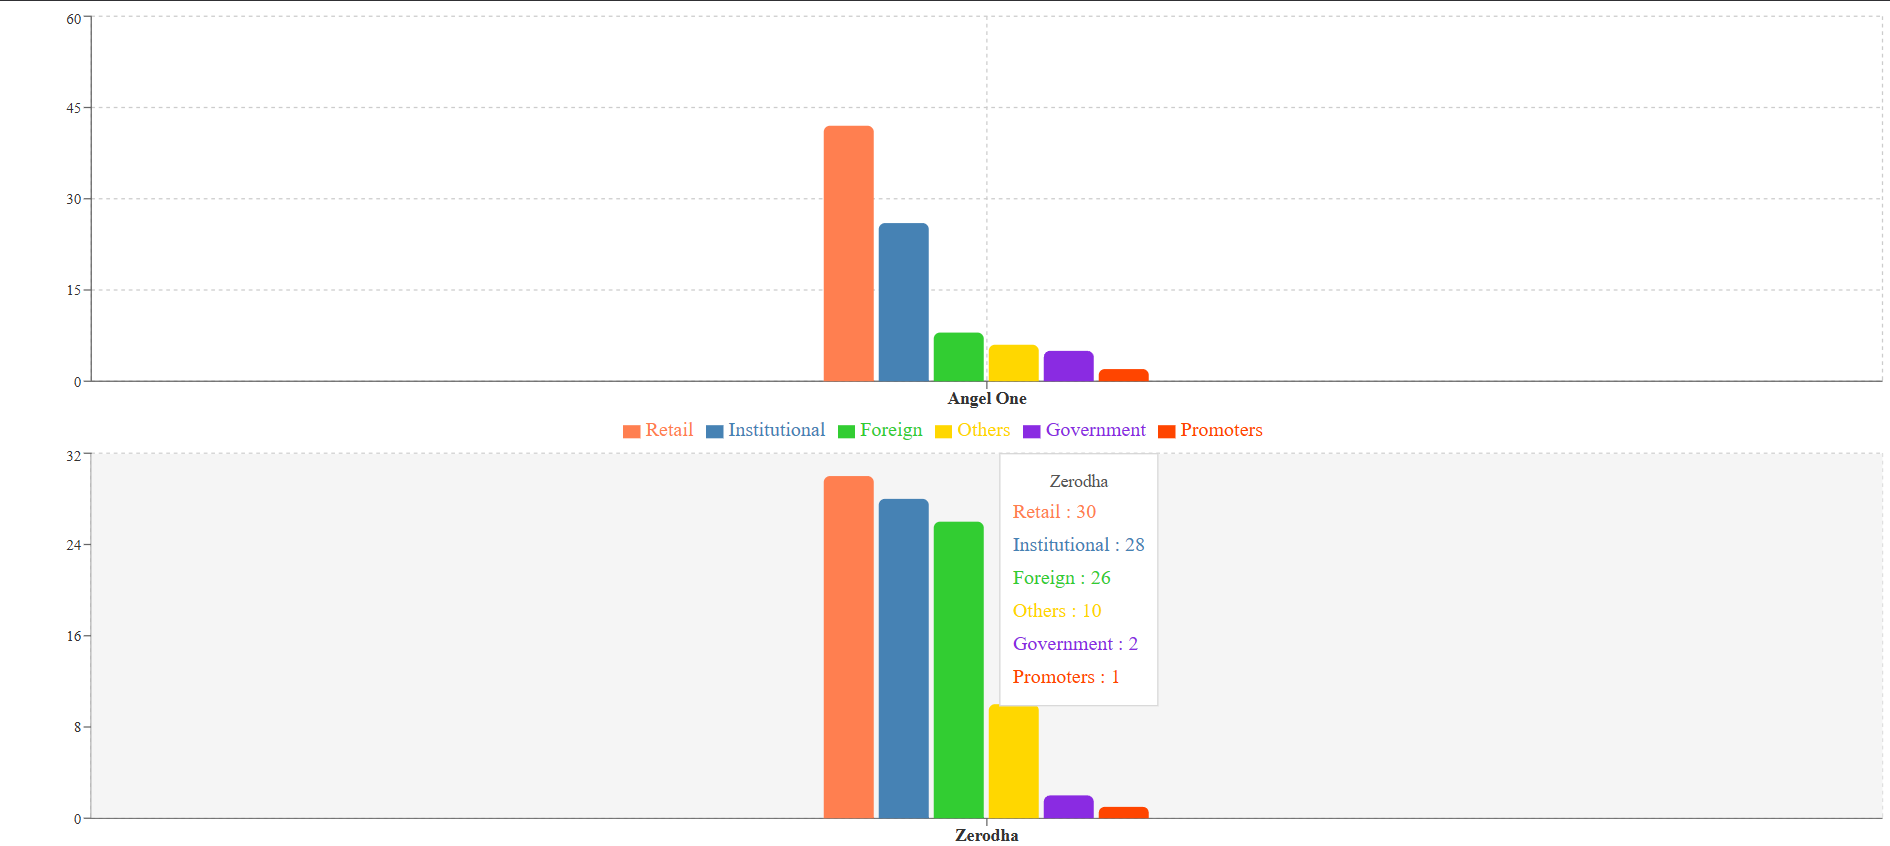 60
45
30
15
0
Angel One
Retail Institutional Foreign Others Government Promoters
32
24
16
8
0
Zerodha
Retail : 30
Institutional : 28
Foreign : 26
Others : 10
Government : 2
Promoters : 1
Zerodha